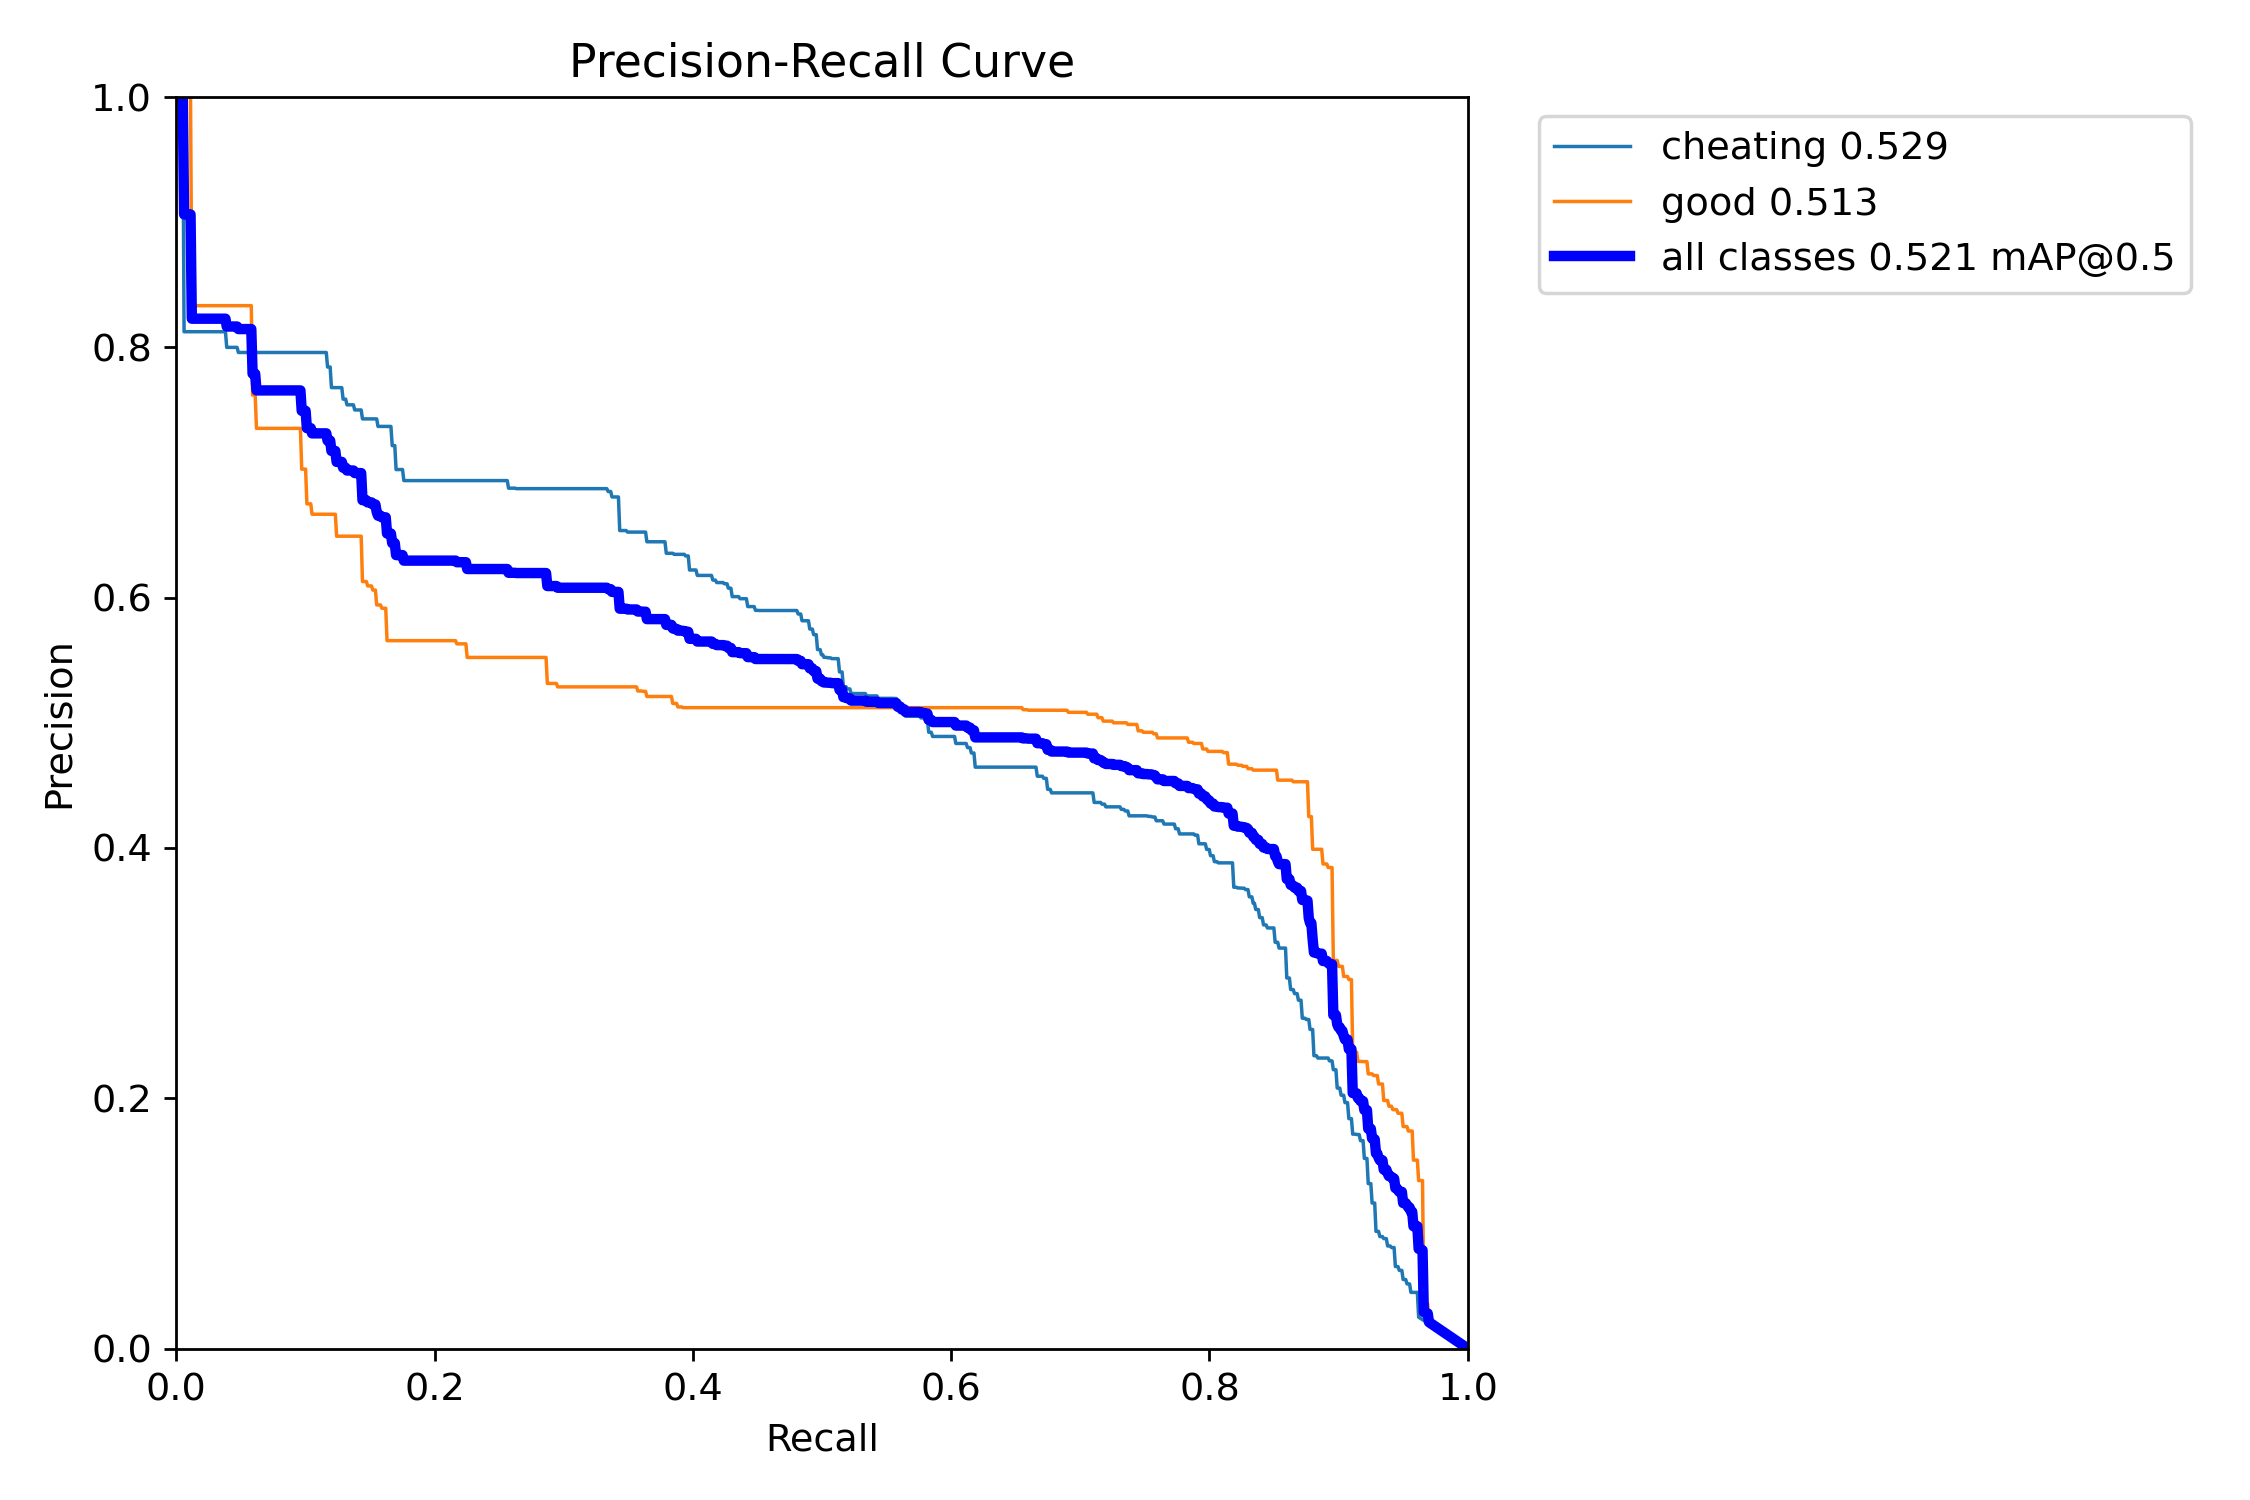 Precision-Recall Curve
1.0
0.8
0.6
0.4
0.2
0.0
Precision
0.0 0.2 0.4 0.6 0.8 1.0
Recall
cheating 0.529
good 0.513
all classes 0.521 mAP@0.5